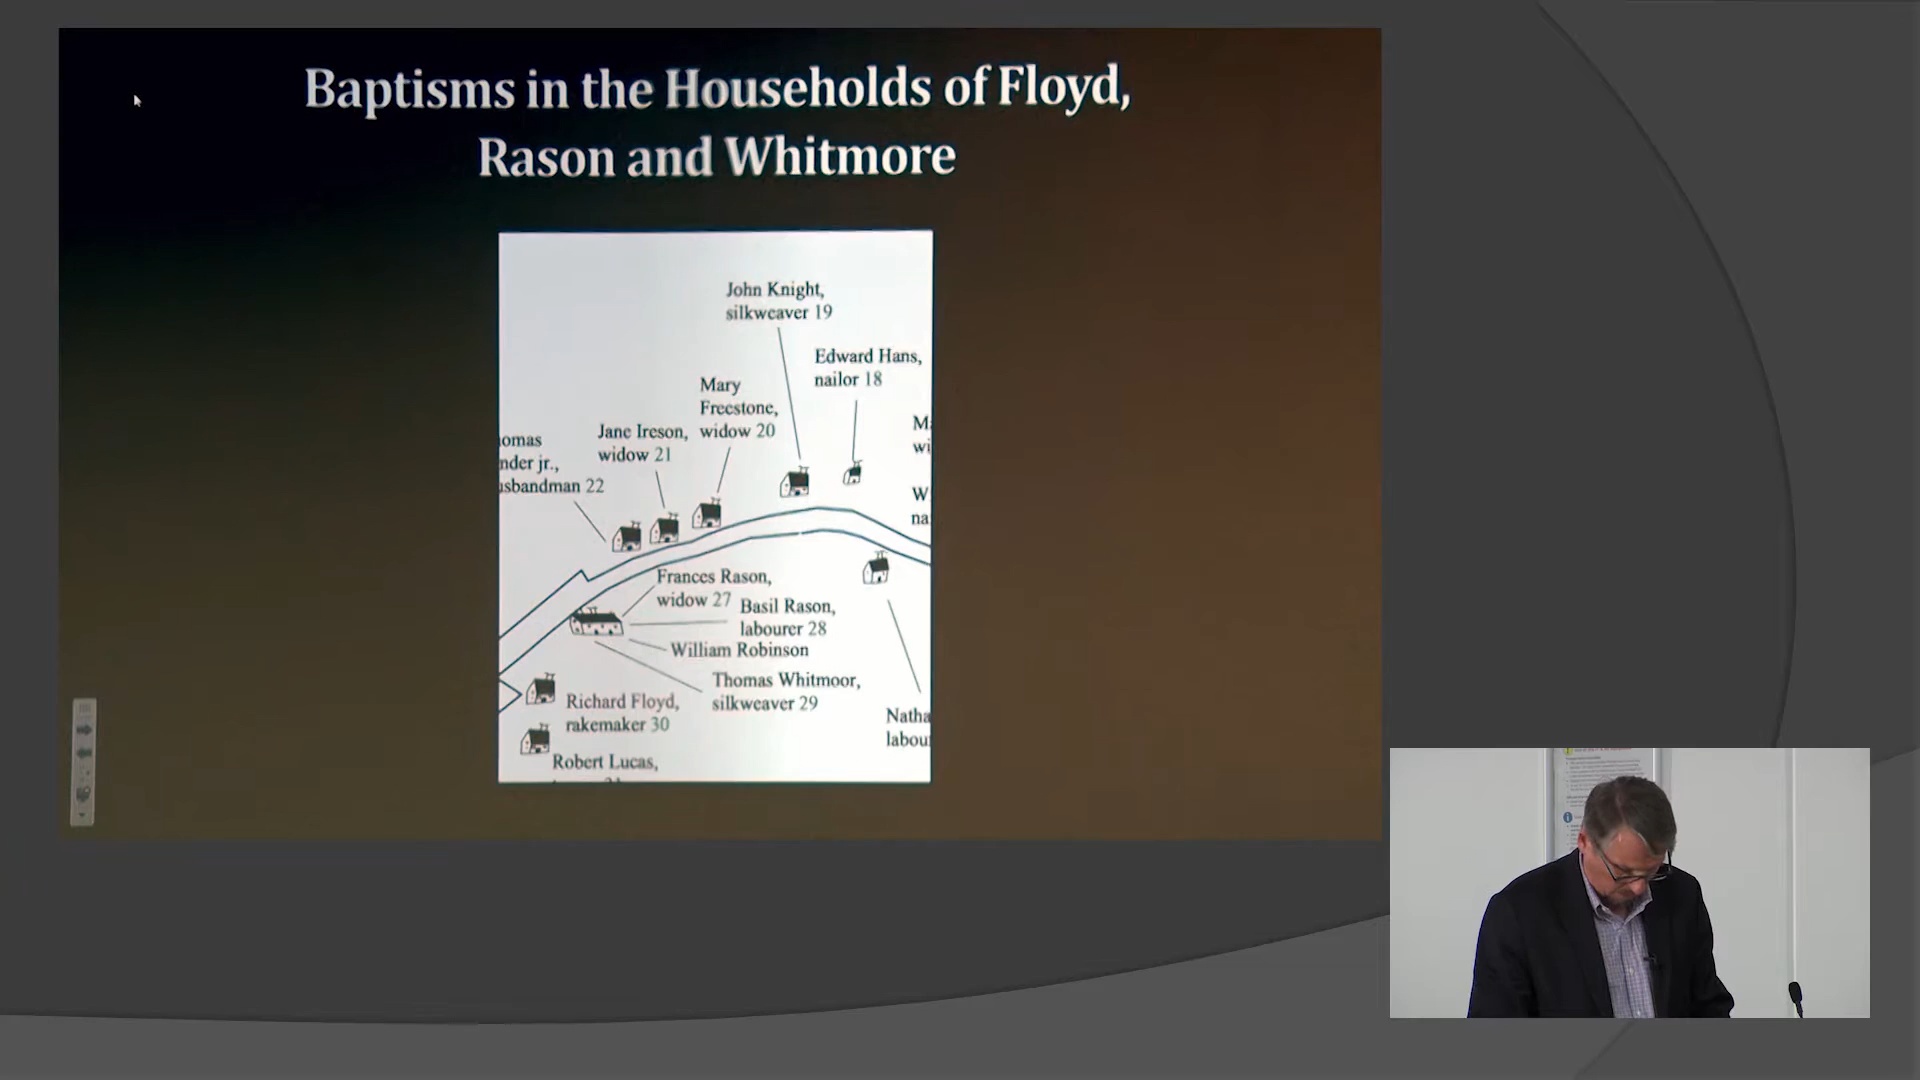 Baptisms in the Households of Floyd,
Rason and Whitmore
John Knight,
silkweaver 19
Edward Hans,
nailor 18
Mary
Freestone,
widow 20
Jane Ireson,
widow 21
omas
nder jr.,
usbandman 22
M
wi
W
na
Frances Rason,
widow 27
Basil Rason,
labourer 28
William Robinson
Thomas Whitmoor,
silkweaver 29
Richard Floyd,
rakemaker 30
Robert Lucas,
Natha
labou